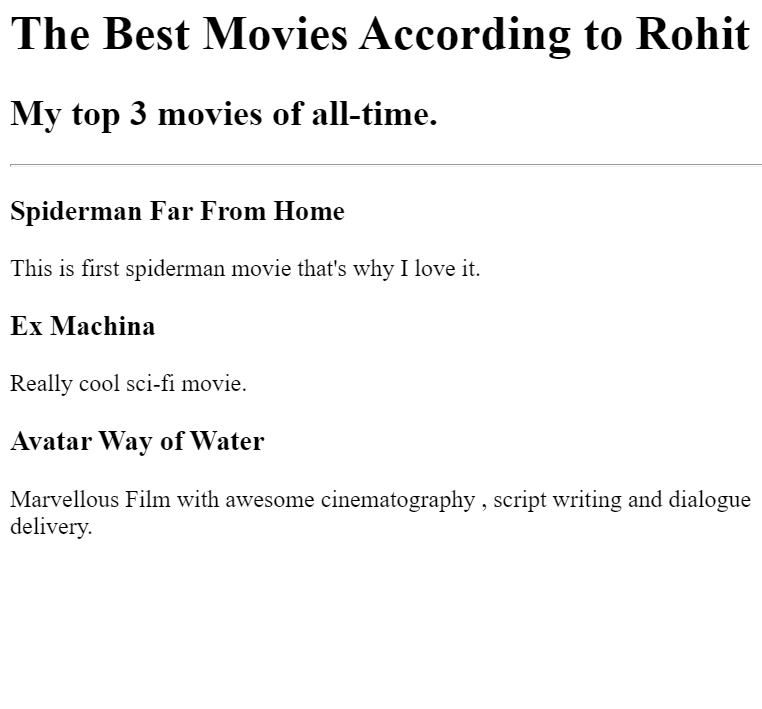 The Best Movies According to Rohit
My top 3 movies of all-time.
Spiderman Far From Home
This is first spiderman movie that's why I love it.
Ex Machina
Really cool sci-fi movie.
Avatar Way of Water
Marvellous Film with awesome cinematography , script writing and dialogue
delivery.